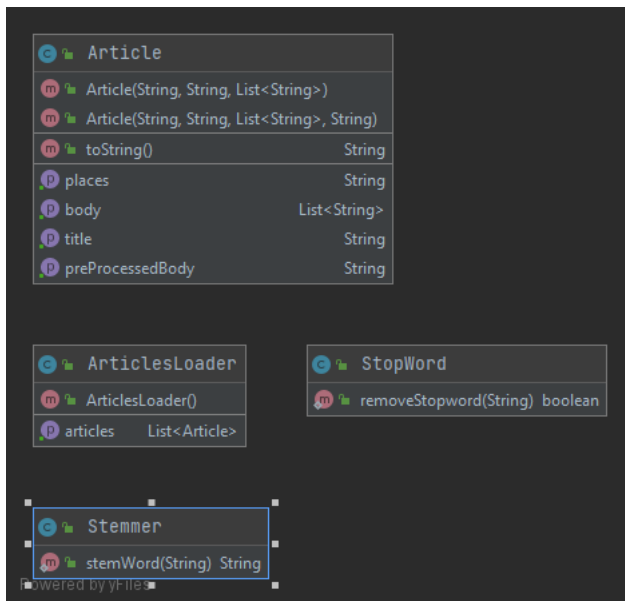 Article
Article(String, String, List<String>)
Article(String, String, List<String>, String)
toString() String
places String
body List<String>
title String
preProcessedBody String
ArticlesLoader
ArticlesLoader()
articles List<Article>
StopWord
removeStopword(String) boolean
Stemmer
stemWord(String) String
Powered by yFiles